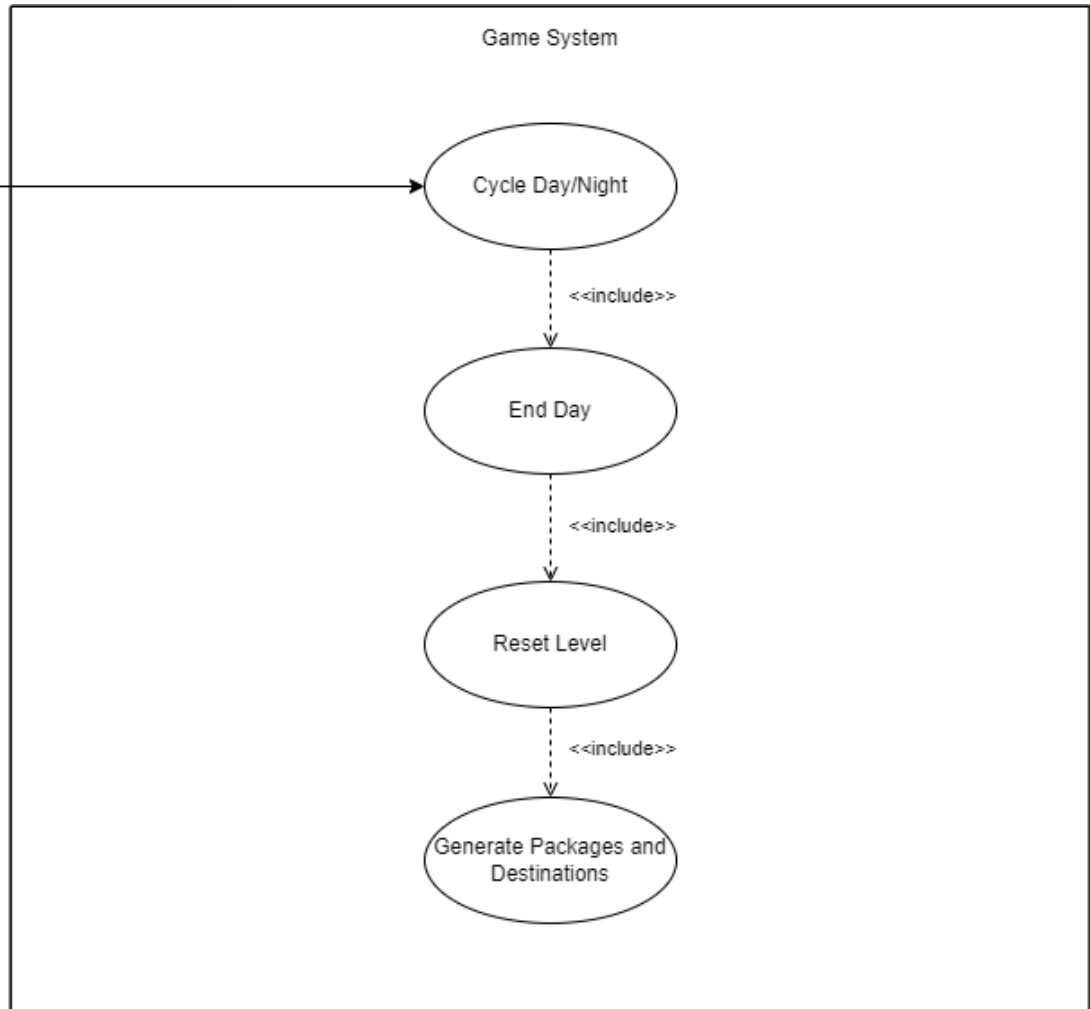 Game System
Cycle Day/Night
<<include>>
End Day
<<include>>
Reset Level
<<include>>
Generate Packages and
Destinations